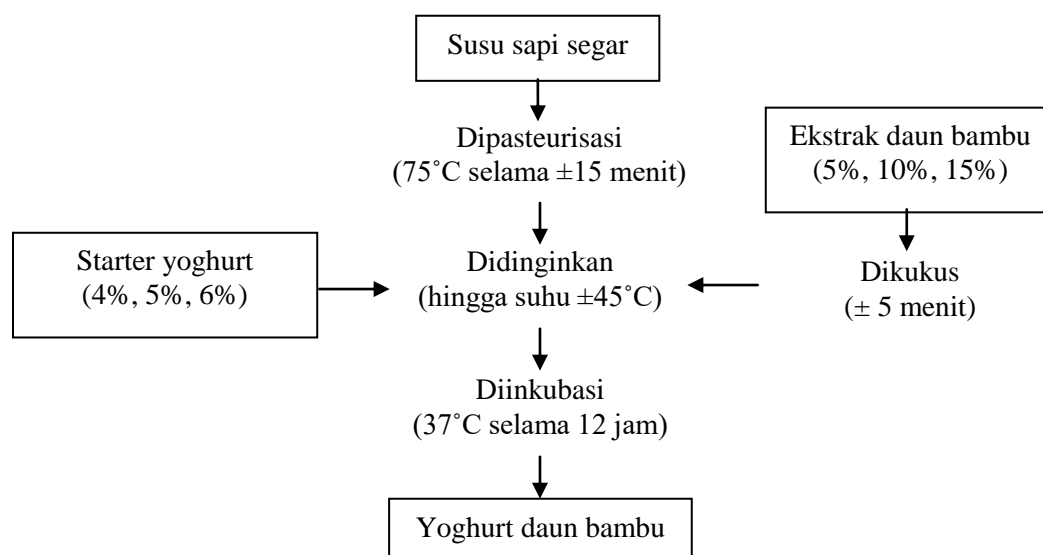 Susu sapi segar
Dipasteurisasi
(75˚C selama ±15 menit)
Ekstrak daun bambu
(5%, 10%, 15%)
Starter yoghurt
(4%, 5%, 6%)
Didinginkan
(hingga suhu ±45˚C)
Dikukus
(± 5 menit)
Diinkubasi
(37˚C selama 12 jam)
Yoghurt daun bambu